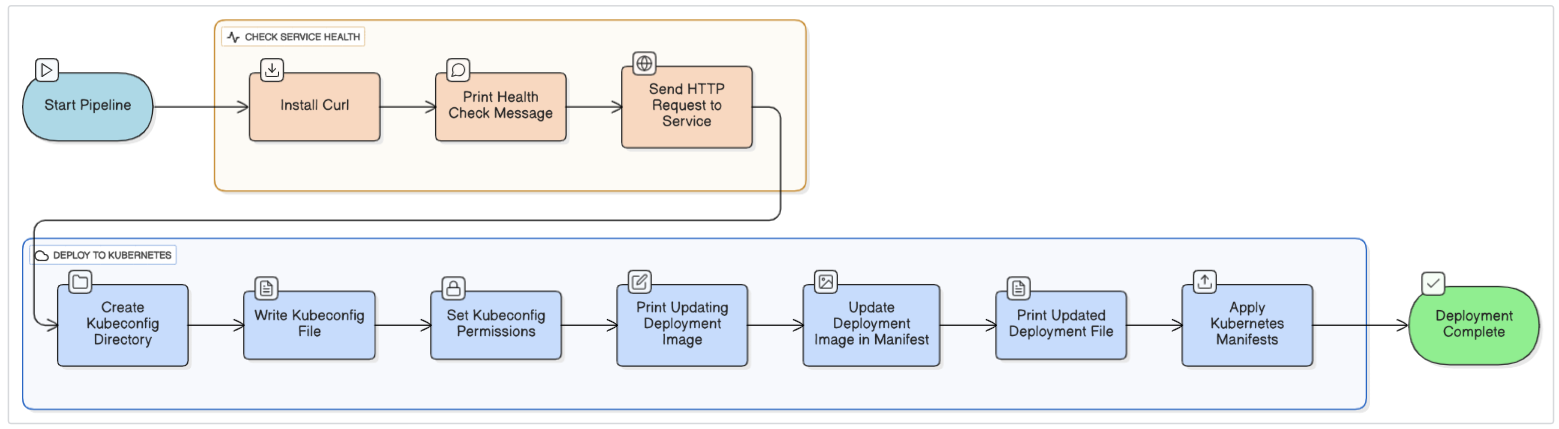 CHECK SERVICE HEALTH
Start Pipeline
Install Curl
Print Health
Check Message
Send HTTP
Request to
Service
DEPLOY TO KUBERNETES
Create
Kubeconfig
Directory
Write Kubeconfig
File
Set Kubeconfig
Permissions
Print Updating
Deployment
Image
Update
Deployment
Image in Manifest
Print Updated
Deployment File
Apply
Kubernetes
Manifests
Deployment
Complete